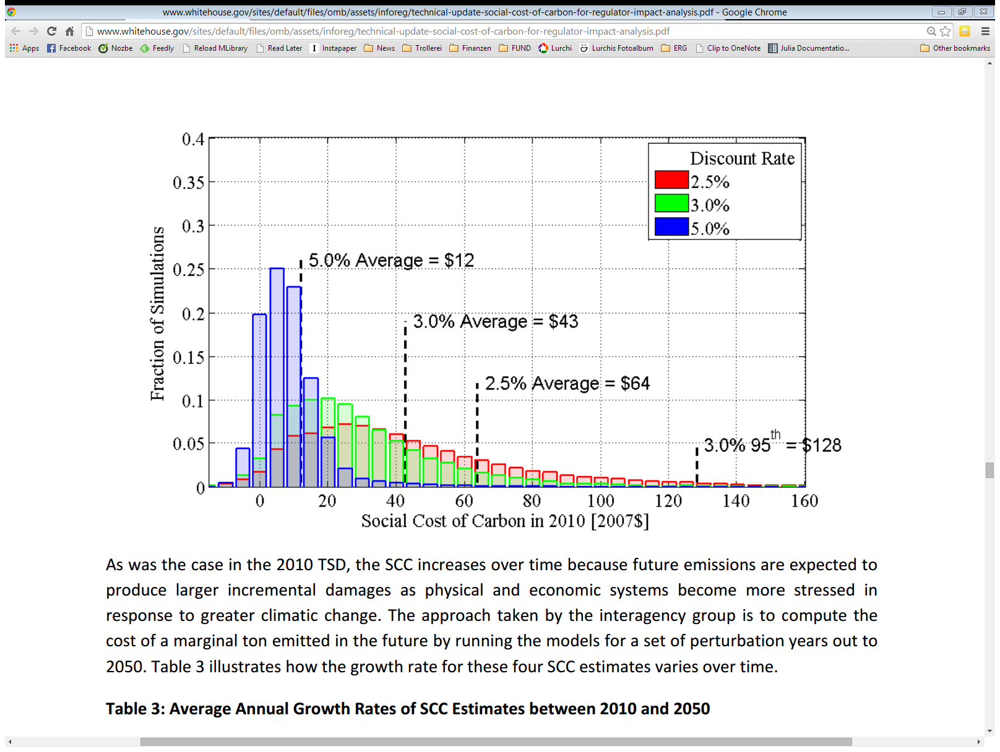 www.whitehouse.gov/sites/default/files/omb/assets/inforeg/technical-update-social-cost-of-carbon-for-regulator-impact-analysis.pdf - Google Chrome
www.whitehouse.gov/sites/default/files/omb/assets/inforeg/technical-update-social-cost-of-carbon-for-regulator-impact-analysis.pdf
Apps Facebook Nozbe Feedly Reload MLibrary Read Later I Instapaper News Trollerei Finanzen FUND Lurchi Lurchis Fotoalbum ERG Clip to OneNote Julia Documentatio... Other bookmarks
0.4
0.35
0.3
0.25
0.2
0.15
0.1
0.05
0
Fraction of Simulations
Discount Rate
2.5%
3.0%
5.0%
5.0% Average = $12
3.0% Average = $43
2.5% Average = $64
3.0% 95th = $128
0 20 40 60 80 100 120 140 160
Social Cost of Carbon in 2010 [2007$]
As was the case in the 2010 TSD, the SCC increases over time because future emissions are expected to
produce larger incremental damages as physical and economic systems become more stressed in
response to greater climatic change. The approach taken by the interagency group is to compute the
cost of a marginal ton emitted in the future by running the models for a set of perturbation years out to
2050. Table 3 illustrates how the growth rate for these four SCC estimates varies over time.
Table 3: Average Annual Growth Rates of SCC Estimates between 2010 and 2050